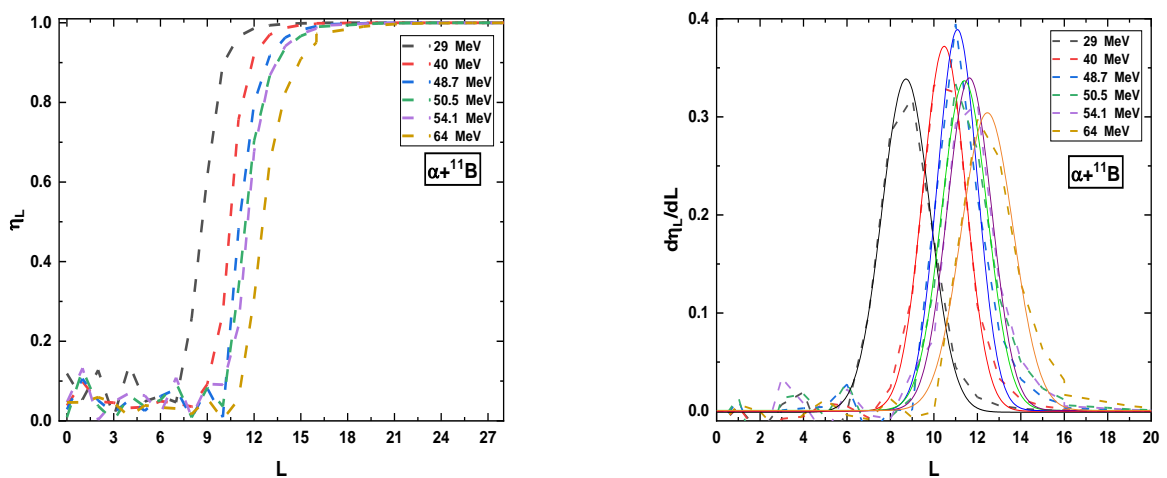 1.0
0.8
0.6
0.4
0.2
0.0
η_L
0 3 6 9 12 15 18 21 24 27
L
29 MeV
40 MeV
48.7 MeV
50.5 MeV
54.1 MeV
64 MeV
α+¹¹B
0.4
0.3
0.2
0.1
0.0
dη_L/dL
0 2 4 6 8 10 12 14 16 18 20
L
29 MeV
40 MeV
48.7 MeV
50.5 MeV
54.1 MeV
64 MeV
α+¹¹B